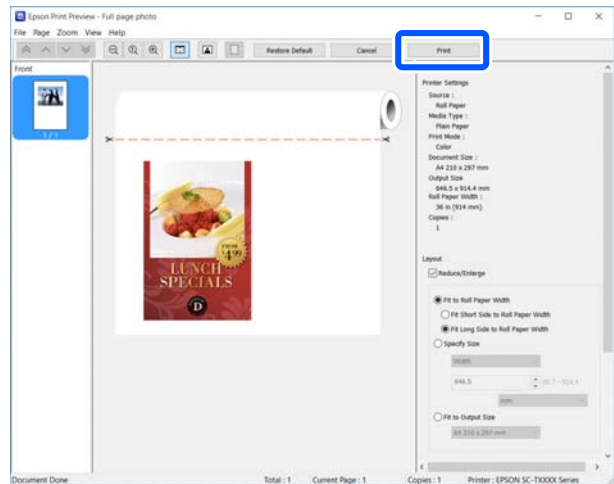 Epson Print Preview - Full page photo
File Page Zoom View Help
Restore Default Cancel Print
Front
1 / 1
FROM
$4.99
LUNCH
SPECIALS
D
Printer Settings
Source :
Roll Paper
Media Type :
Plain Paper
Print Mode :
Color
Document Size :
A4 210 x 297 mm
Output Size
646.5 x 914.4 mm
Roll Paper Width :
36 in (914 mm)
Copies :
1
Layout
Reduce/Enlarge
Fit to Roll Paper Width
Fit Short Side to Roll Paper Width
Fit Long Side to Roll Paper Width
Specify Size
Width
646.5
mm
Fit to Output Size
A4 210 x 297 mm
Document Done Total : 1 Current Page : 1 Copies : 1 Printer : EPSON SC-TXXXX Series